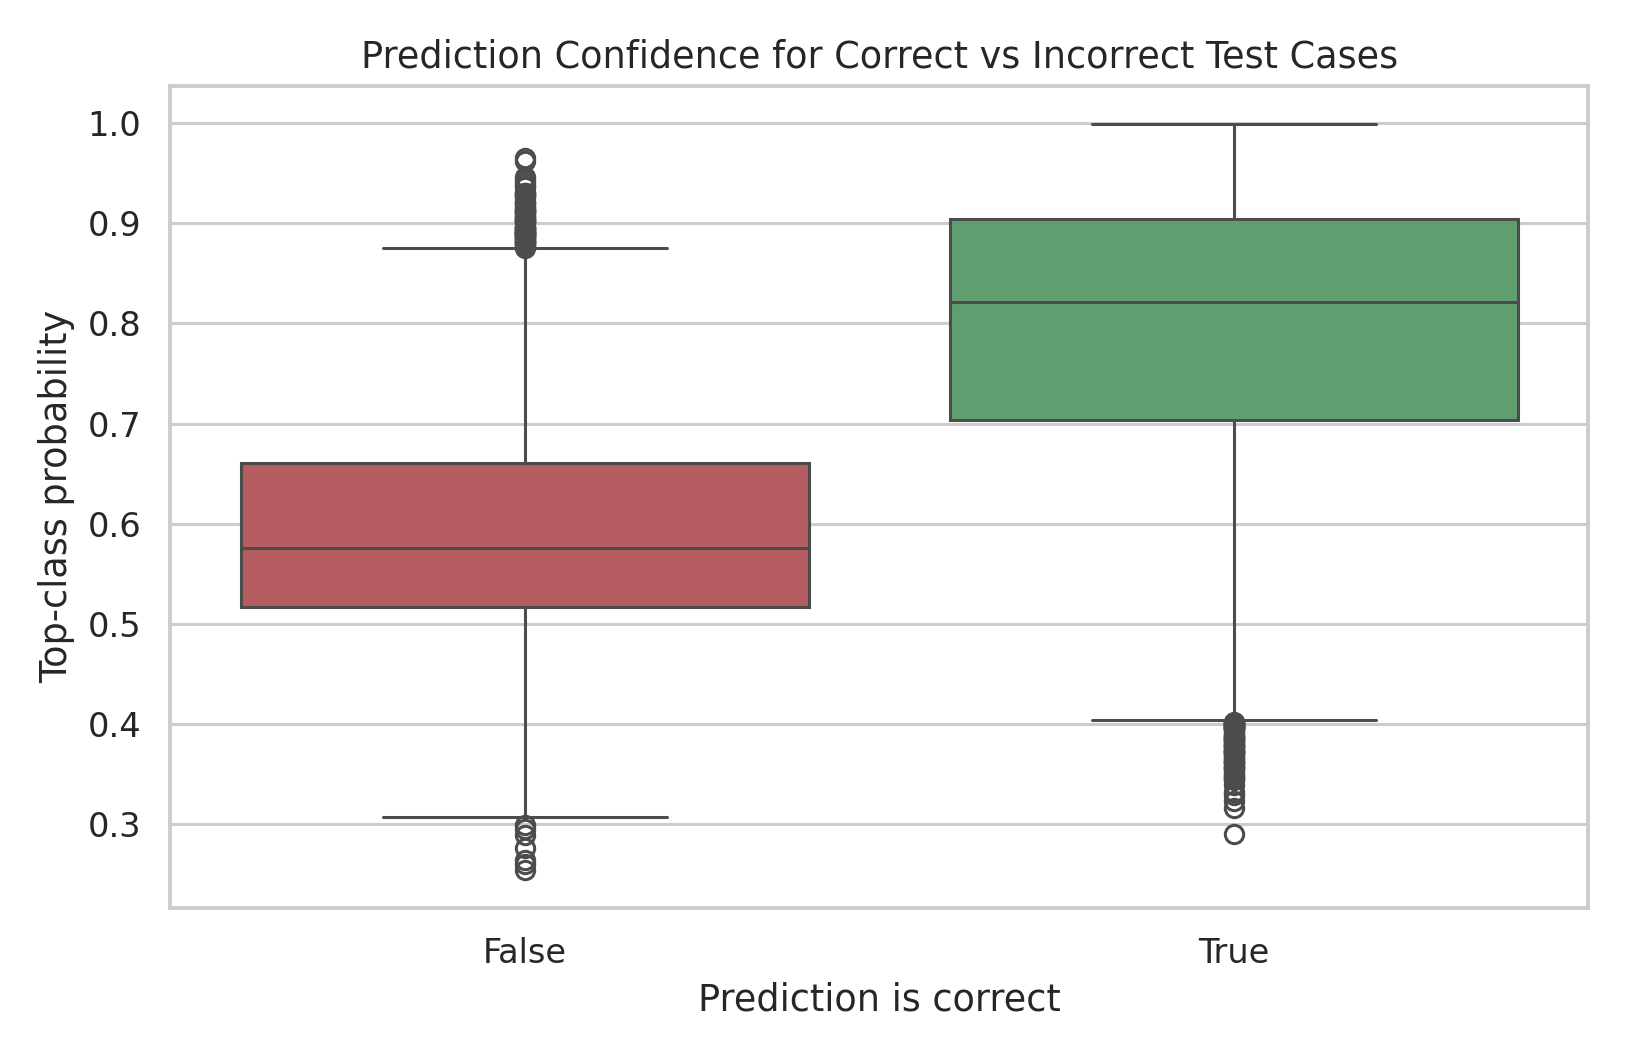 Prediction Confidence for Correct vs Incorrect Test Cases
1.0
0.9
0.8
0.7
0.6
0.5
0.4
0.3
Top-class probability
False
True
Prediction is correct